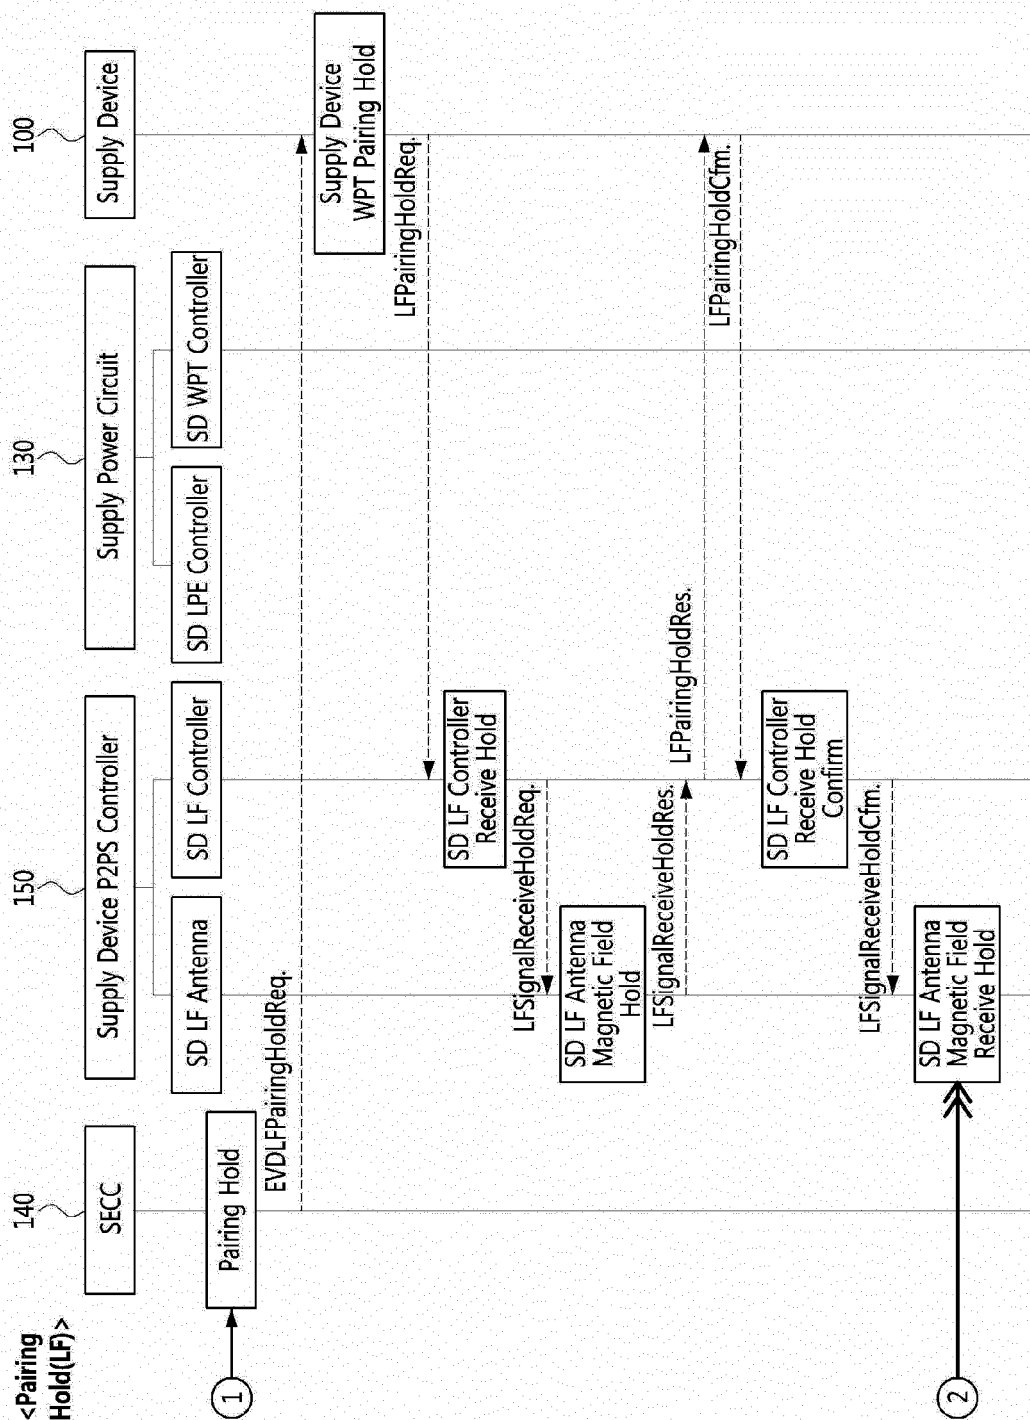 <Pairing
Hold(LF)>
140
150
130
100
SECC
Supply Device P2PS Controller
Supply Power Circuit
Supply Device
SD LF Antenna
SD LF Controller
SD LPE Controller
SD WPT Controller
1
Pairing Hold
EVDLFPairingHoldReq.
Supply Device
WPT Pairing Hold
LFPairingHoldReq.
SD LF Controller
Receive Hold
LFSignalReceiveHoldReq.
SD LF Antenna
Magnetic Field
Hold
LFSignalReceiveHoldRes.
LFPairingHoldRes.
LFPairingHoldCfm.
SD LF Controller
Receive Hold
Confirm
LFSignalReceiveHoldCfm.
2
SD LF Antenna
Magnetic Field
Receive Hold